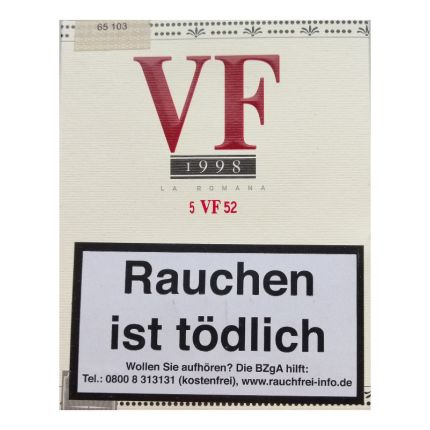 65 103
VF
1998
LA ROMANA
5 VF 52
Rauchen
ist tödlich
Wollen Sie aufhören? Die BZgA hilft:
Tel.: 0800 8 313131 (kostenfrei), www.rauchfrei-info.de